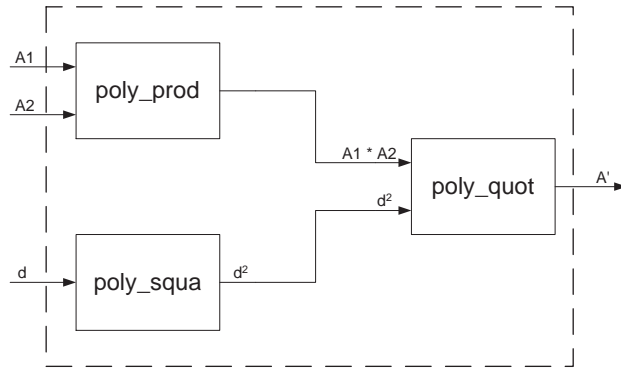 A1
poly_prod
A2
A1 * A2
poly_quot
A'
d²
d
poly_squa
d²